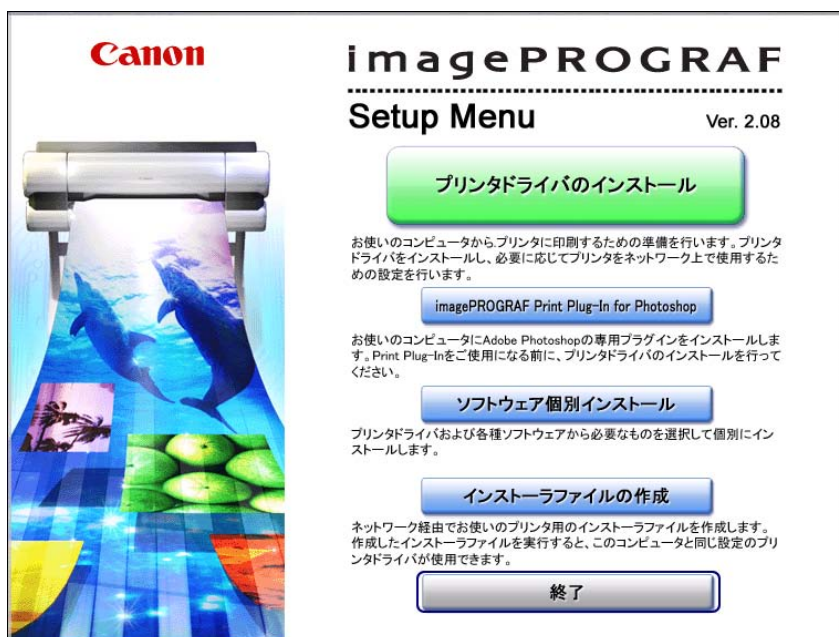 Canon
imagePROGRAF
Setup Menu
Ver. 2.08
プリンタドライバのインストール
お使いのコンピュータからプリンタに印刷するための準備を行います。プリンタ
ドライバをインストールし、必要に応じてプリンタをネットワーク上で使用するた
めの設定を行います。
imagePROGRAF Print Plug-In for Photoshop
お使いのコンピュータにAdobe Photoshopの専用プラグインをインストールしま
す。Print Plug-Inをご使用になる前に、プリンタドライバのインストールを行って
ください。
ソフトウェア個別インストール
プリンタドライバおよび各種ソフトウェアから必要なものを選択して個別にイン
ストールします。
インストーラファイルの作成
ネットワーク経由でお使いのプリンタ用のインストーラファイルを作成します。
作成したインストーラファイルを実行すると、このコンピュータと同じ設定のプリ
ンタドライバが使用できます。
終了